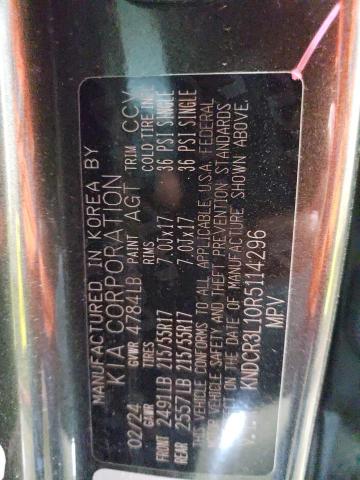 MANUFACTURED IN KOREA BY
KIA CORPORATION
02/24 GVWR 4784LB PAINT AGT TRIM CCV
GAWR TIRES RIMS COLD TIRE INFL
FRONT 2491LB 215/55R17 7.0JX17 36 PSI SINGLE
REAR 2557LB 215/55R17 7.0JX17 36 PSI SINGLE
THIS VEHICLE CONFORMS TO ALL APPLICABLE U.S.A. FEDERAL
MOTOR VEHICLE SAFETY AND THEFT PREVENTION STANDARDS
IN EFFECT ON THE DATE OF MANUFACTURE SHOWN ABOVE.
KNDCR3L10R5114296
MPV